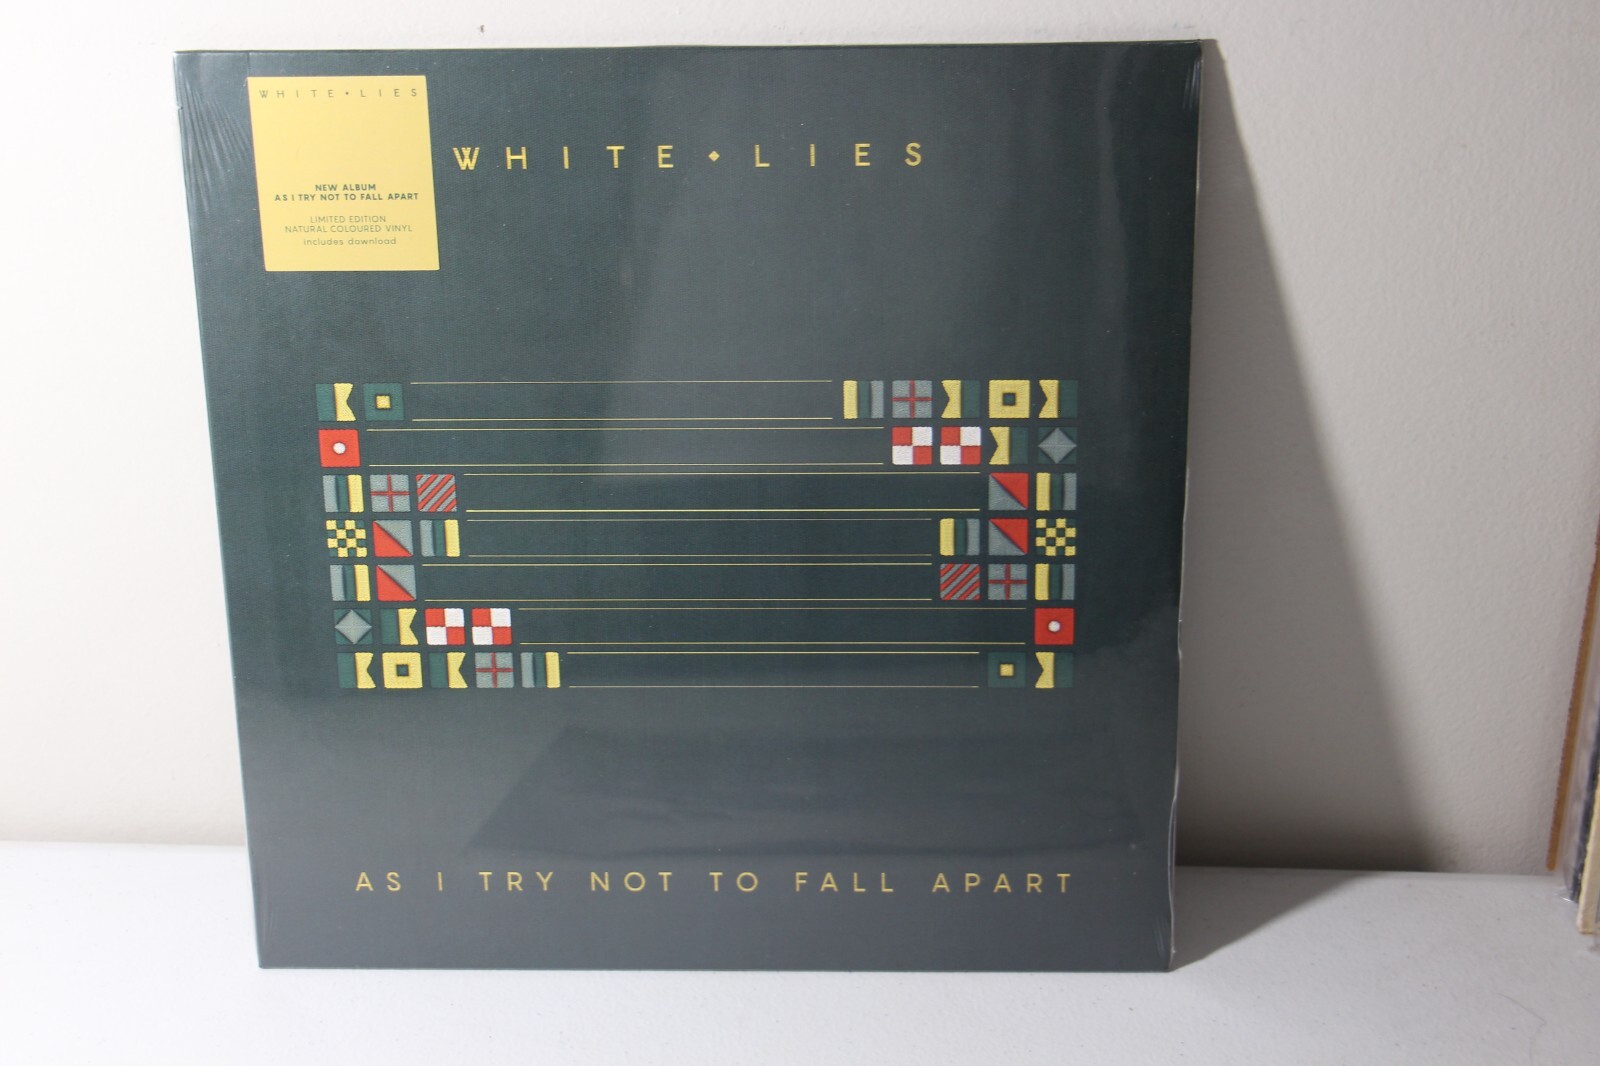 WHITE • LIES
NEW ALBUM
AS I TRY NOT TO FALL APART
LIMITED EDITION
NATURAL COLOURED VINYL
includes download
WHITE ⬥ LIES
AS I TRY NOT TO FALL APART